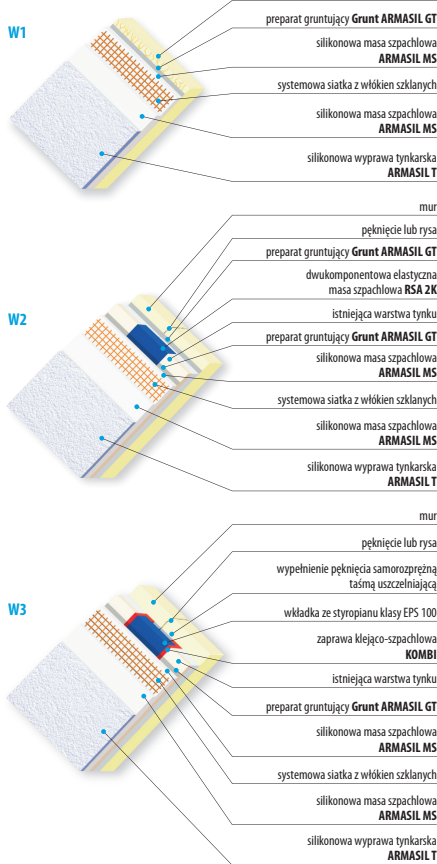 W1
preparat gruntujący Grunt ARMASIL GT
silikonowa masa szpachlowa
ARMASIL MS
systemowa siatka z włókien szklanych
silikonowa masa szpachlowa
ARMASIL MS
silikonowa wyprawa tynkarska
ARMASIL T
W2
mur
pęknięcie lub rysa
preparat gruntujący Grunt ARMASIL GT
dwukomponentowa elastyczna
masa szpachlowa RSA 2K
istniejąca warstwa tynku
preparat gruntujący Grunt ARMASIL GT
silikonowa masa szpachlowa
ARMASIL MS
systemowa siatka z włókien szklanych
silikonowa masa szpachlowa
ARMASIL MS
silikonowa wyprawa tynkarska
ARMASIL T
W3
mur
pęknięcie lub rysa
wypełnienie pęknięcia samorozprężną
taśmą uszczelniającą
wkładka ze styropianu klasy EPS 100
zaprawa klejąco-szpachlowa
KOMBI
istniejąca warstwa tynku
preparat gruntujący Grunt ARMASIL GT
silikonowa masa szpachlowa
ARMASIL MS
systemowa siatka z włókien szklanych
silikonowa masa szpachlowa
ARMASIL MS
silikonowa wyprawa tynkarska
ARMASIL T